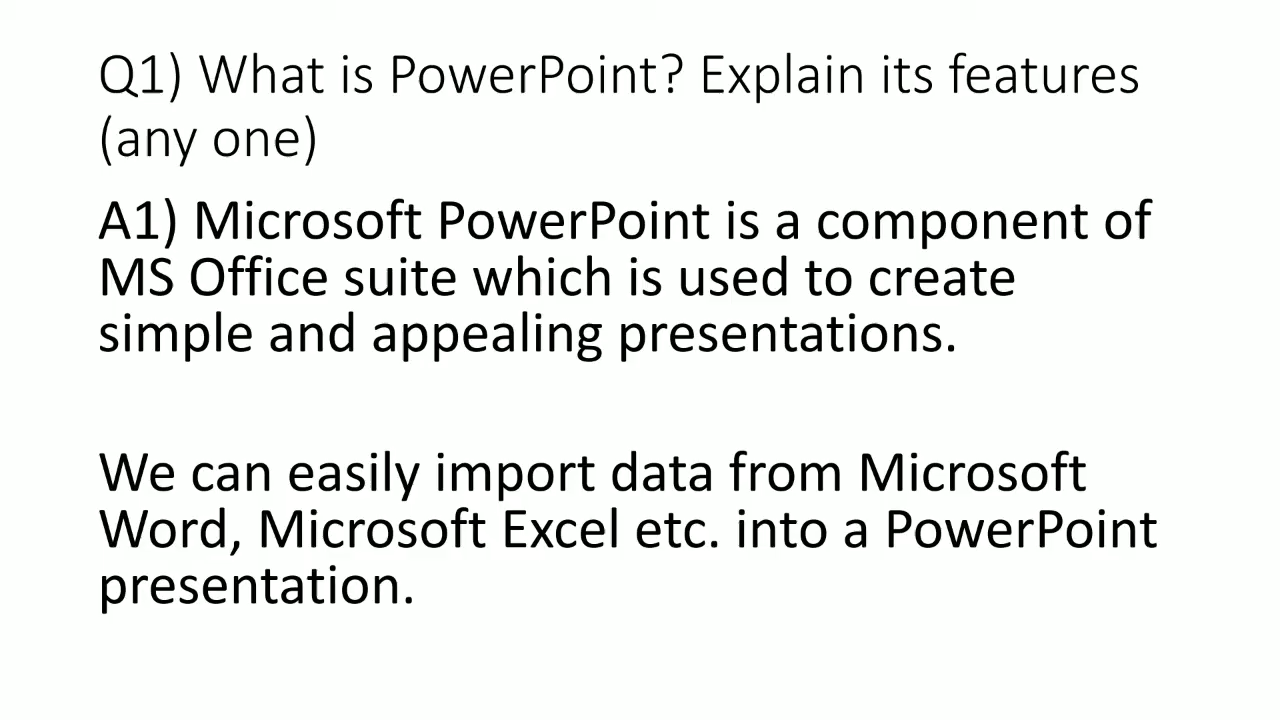 Q1) What is PowerPoint? Explain its features
(any one)
A1) Microsoft PowerPoint is a component of
MS Office suite which is used to create
simple and appealing presentations.
We can easily import data from Microsoft
Word, Microsoft Excel etc. into a PowerPoint
presentation.